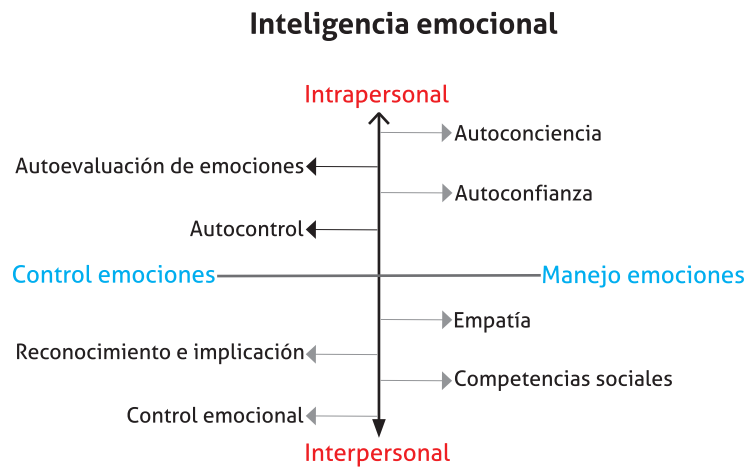 Inteligencia emocional
Intrapersonal
Autoconciencia
Autoevaluación de emociones
Autoconfianza
Autocontrol
Control emociones
Manejo emociones
Empatía
Reconocimiento e implicación
Competencias sociales
Control emocional
Interpersonal